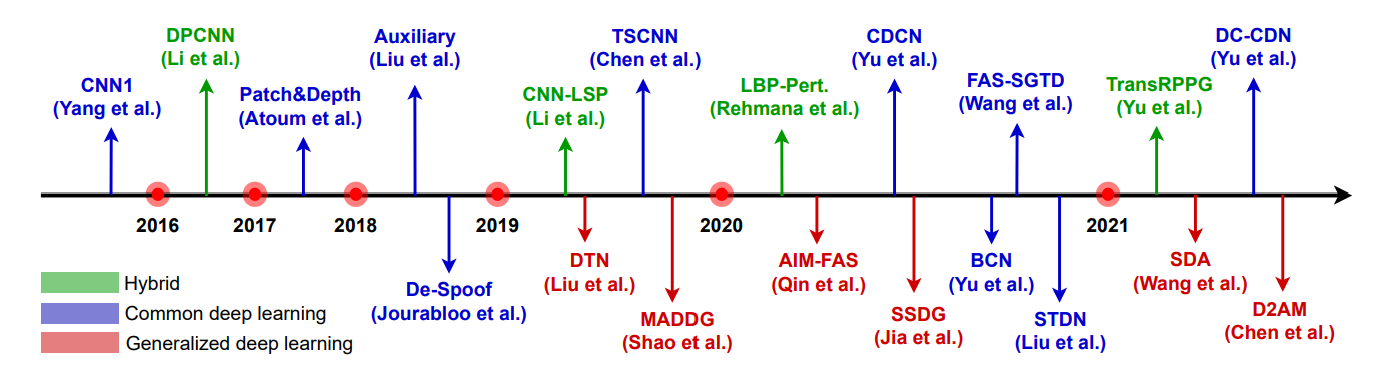 DPCNN
(Li et al.)
Auxiliary
(Liu et al.)
TSCNN
(Chen et al.)
CDCN
(Yu et al.)
DC-CDN
(Yu et al.)
CNN1
(Yang et al.)
Patch&Depth
(Atoum et al.)
CNN-LSP
(Li et al.)
LBP-Pert.
(Rehmana et al.)
FAS-SGTD
(Wang et al.)
TransRPPG
(Yu et al.)
2016
2017
2018
2019
2020
2021
DTN
(Liu et al.)
AIM-FAS
(Qin et al.)
BCN
(Yu et al.)
SDA
(Wang et al.)
De-Spoof
(Jourabloo et al.)
MADDG
(Shao et al.)
SSDG
(Jia et al.)
STDN
(Liu et al.)
D2AM
(Chen et al.)
Hybrid
Common deep learning
Generalized deep learning